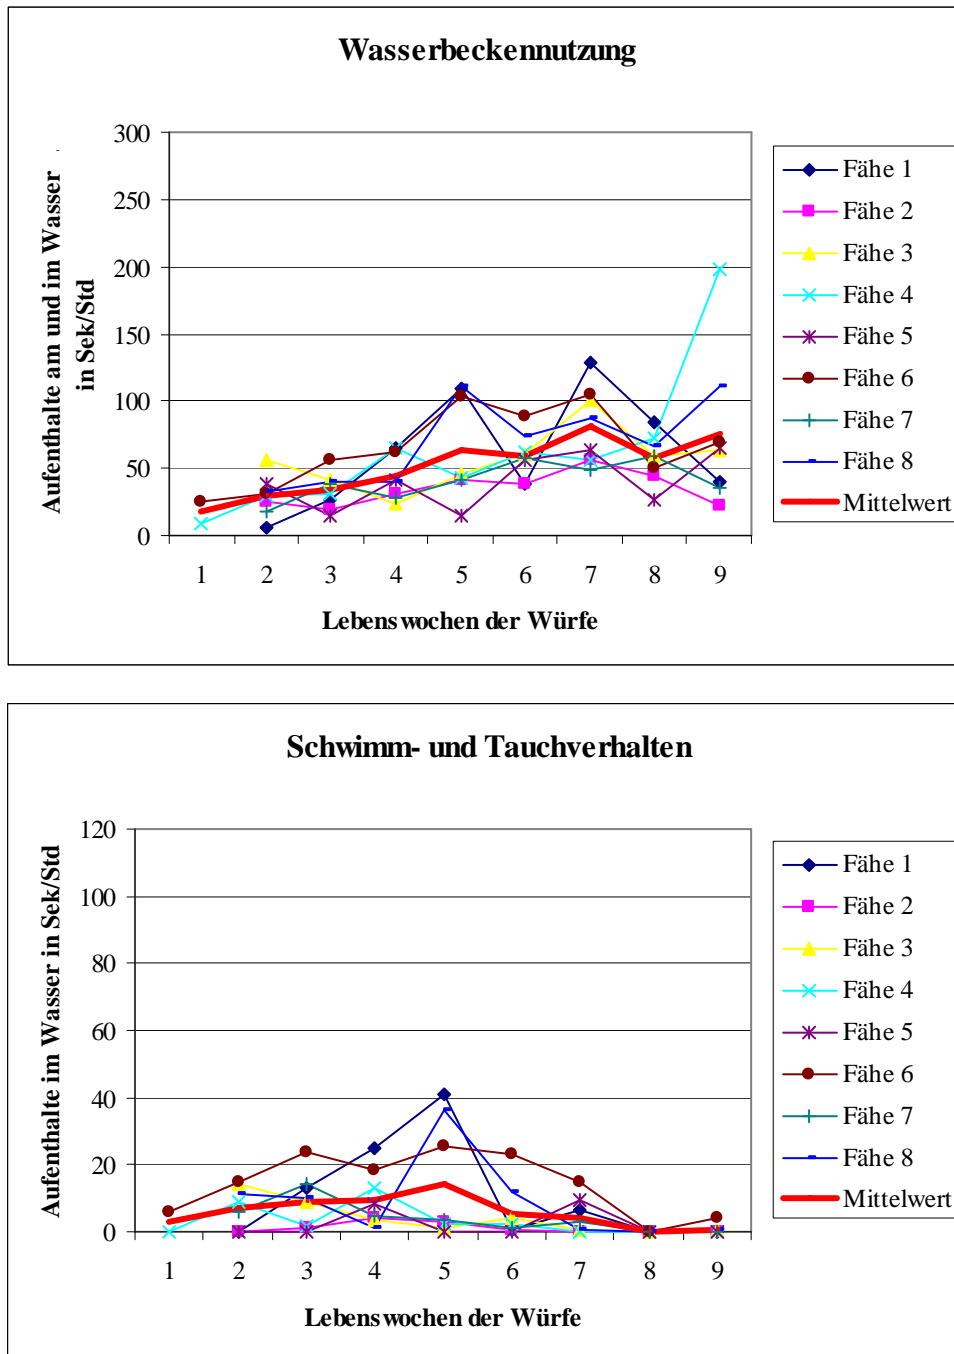 Wasserbeckennutzung
Aufenthalte am und im Wasser
in Sek/Std
300
250
200
150
100
50
0
1 2 3 4 5 6 7 8 9
Lebenswochen der Würfe
Fähe 1
Fähe 2
Fähe 3
Fähe 4
Fähe 5
Fähe 6
Fähe 7
Fähe 8
Mittelwert
Schwimm- und Tauchverhalten
Aufenthalte im Wasser in Sek/Std
120
100
80
60
40
20
0
1 2 3 4 5 6 7 8 9
Lebenswochen der Würfe
Fähe 1
Fähe 2
Fähe 3
Fähe 4
Fähe 5
Fähe 6
Fähe 7
Fähe 8
Mittelwert